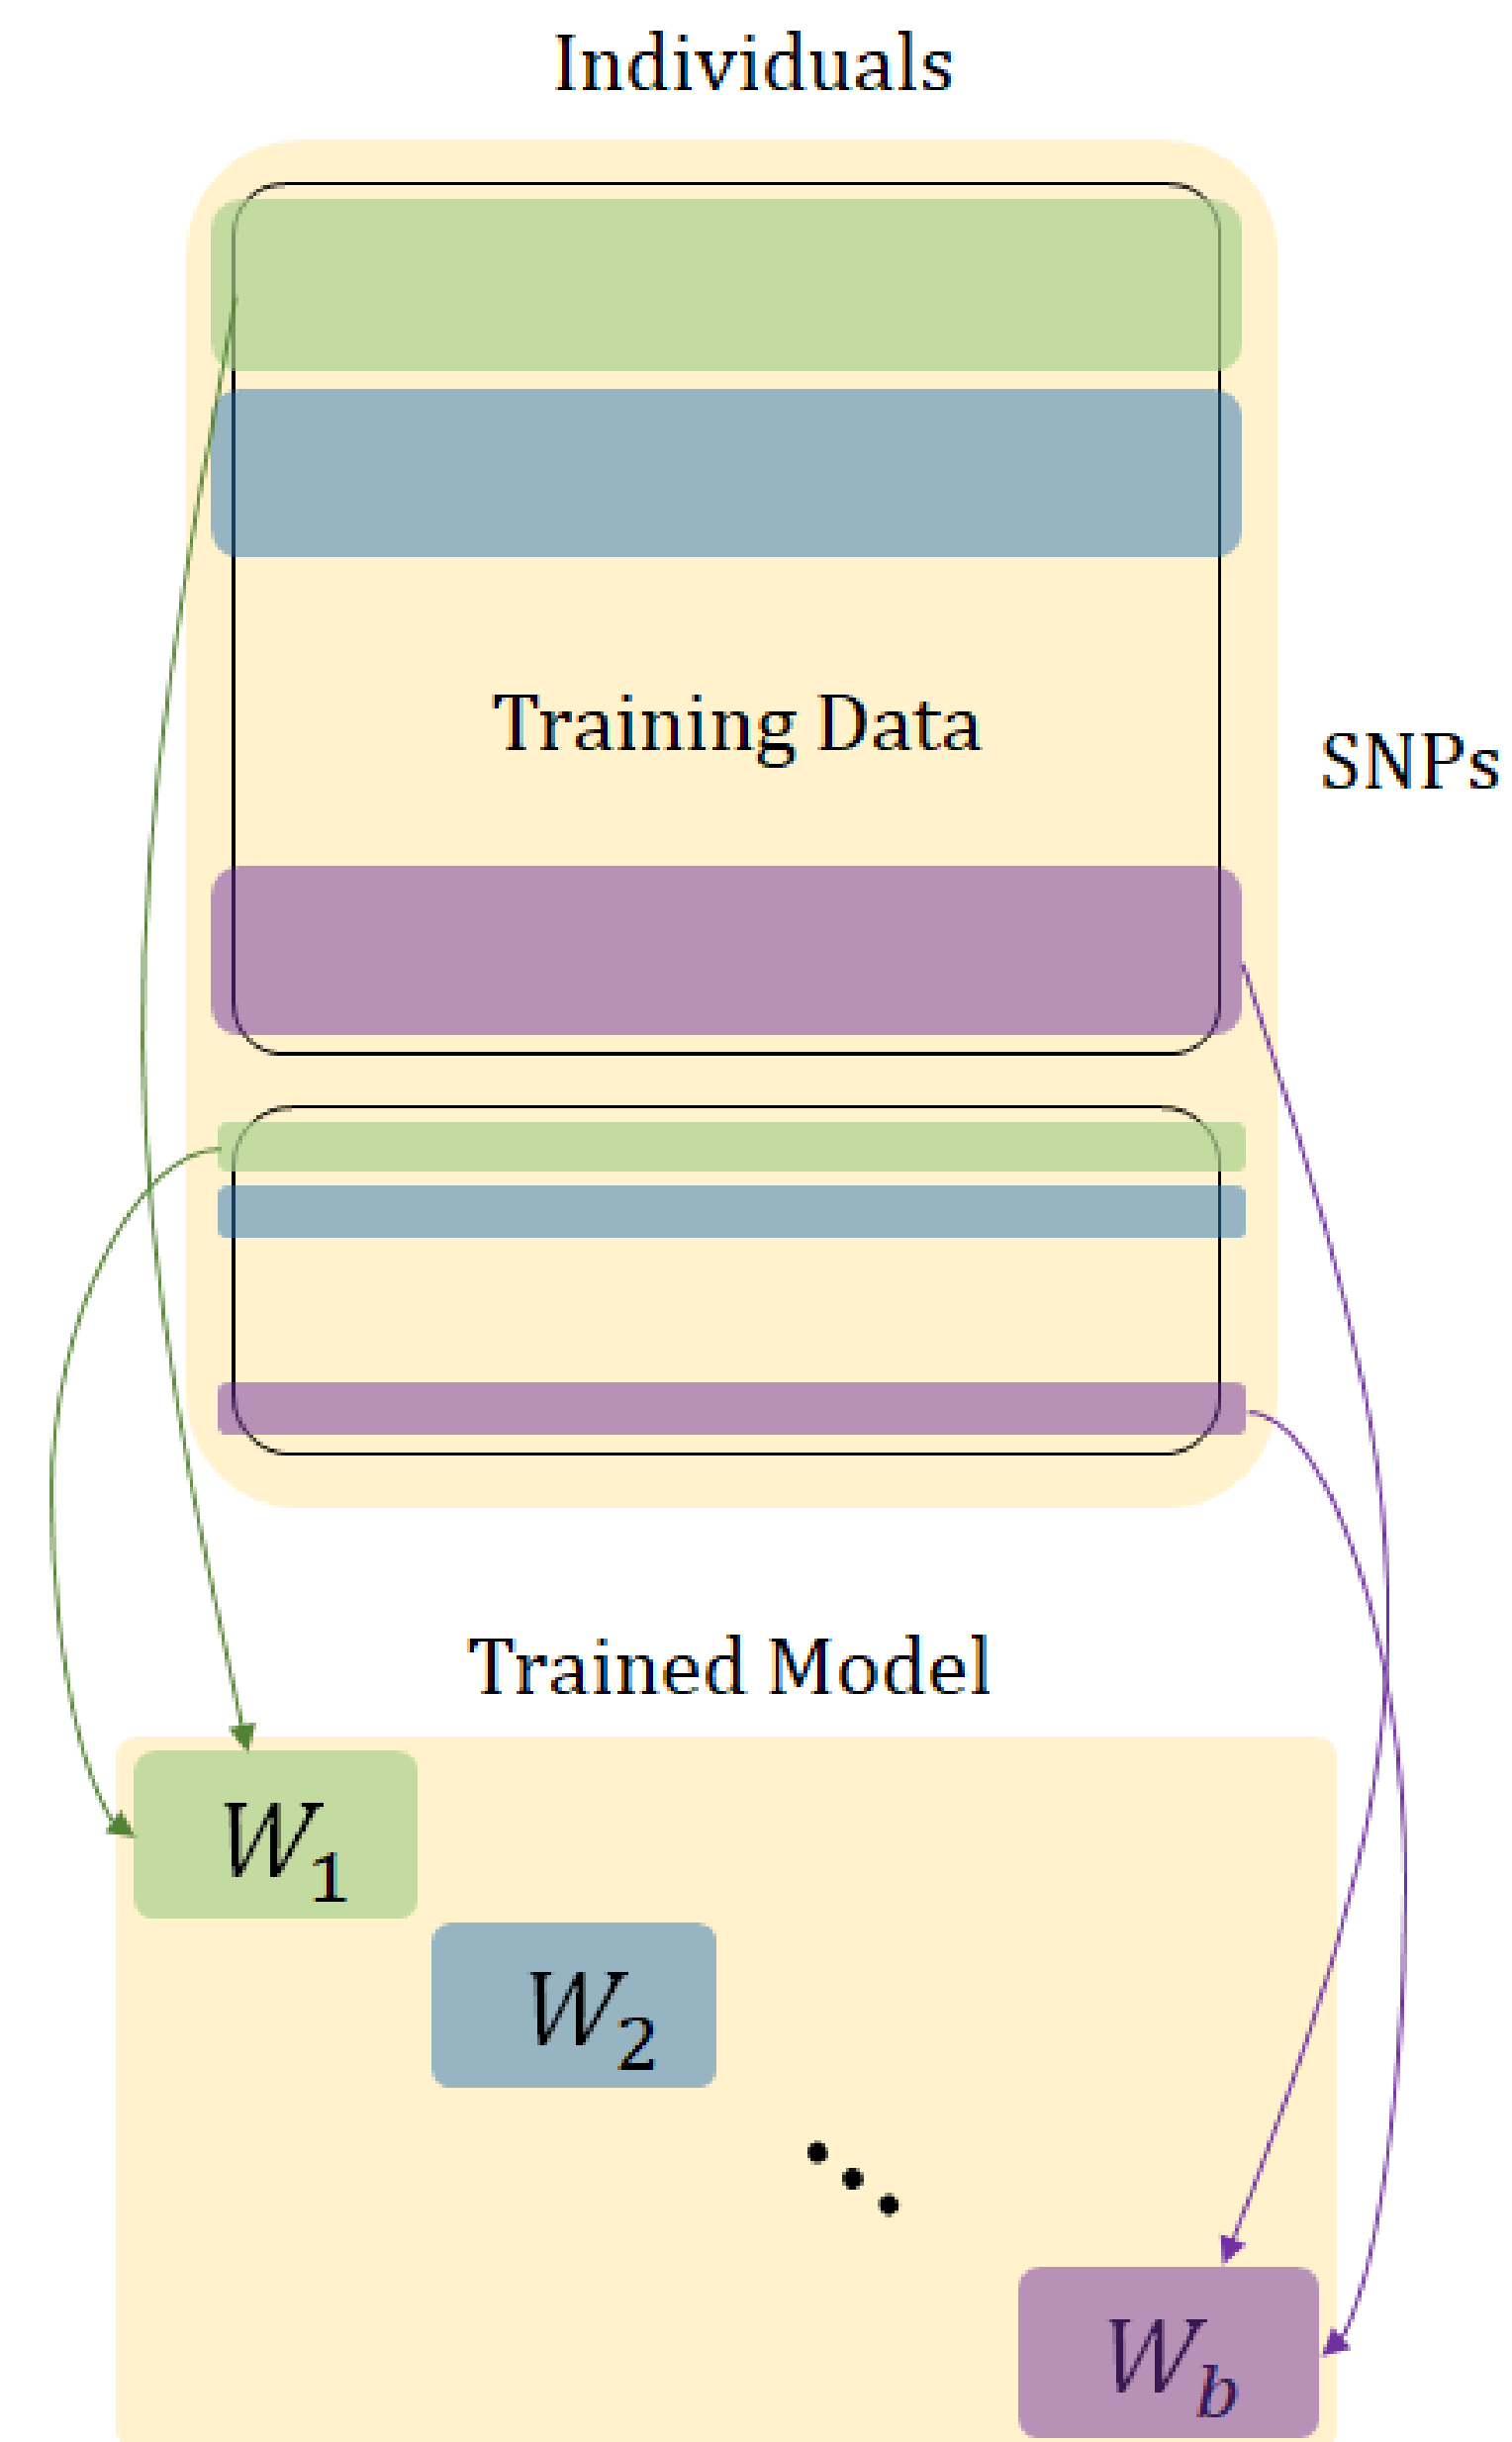 Individuals
Training Data
SNPs
Trained Model
W1
W2
Wb